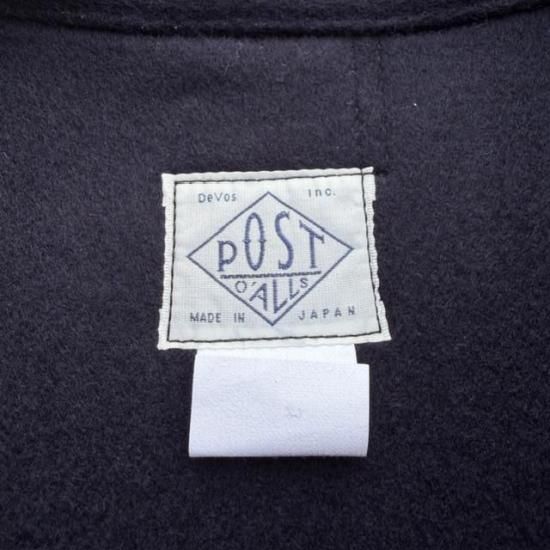 DeVos Inc.
POST
O'ALLS
MADE IN JAPAN